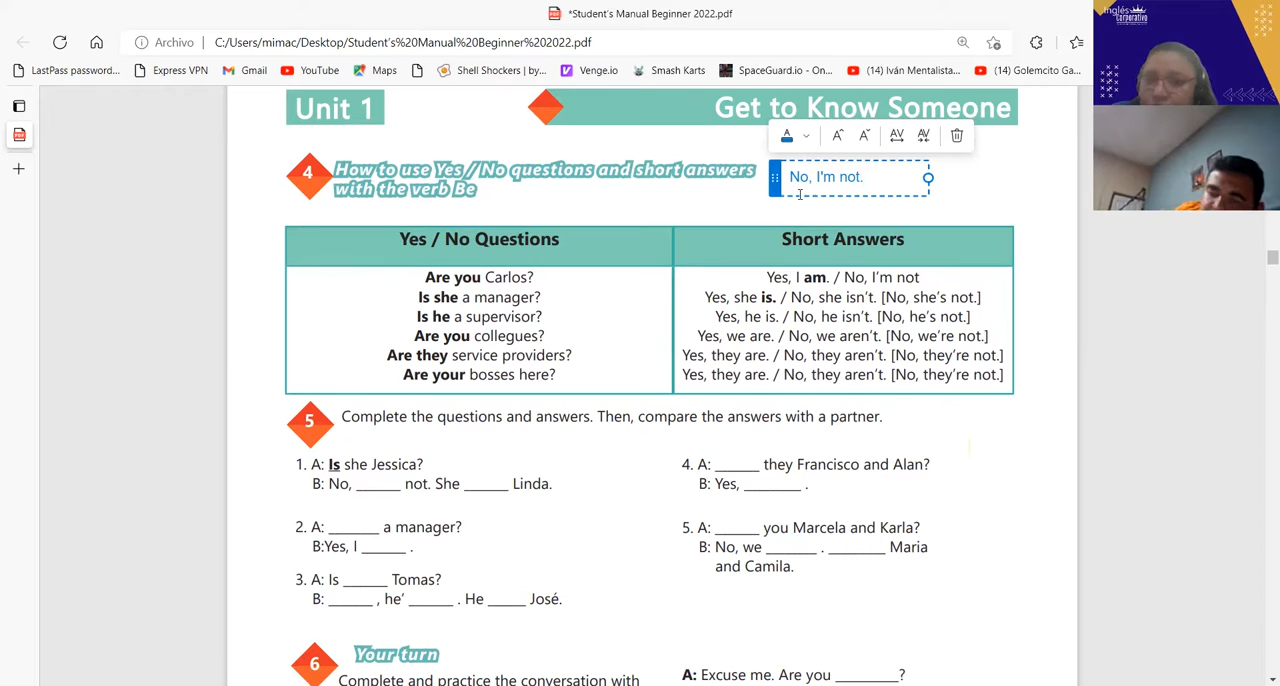 *Student's Manual Beginner 2022.pdf
Archivo C:/Users/mimac/Desktop/Student's%20Manual%20Beginner%202022.pdf
LastPass password... Express VPN Gmail YouTube Maps Shell Shockers | by... Venge.io Smash Karts SpaceGuard.io - On... (14) Iván Mentalista... (14) Golemcito Ga...
Inglés
Corporativo
Unit 1 Get to Know Someone
4 How to use Yes / No questions and short answers
with the verb Be
No, I'm not.
Yes / No Questions Short Answers
Are you Carlos? Yes, I am. / No, I'm not
Is she a manager? Yes, she is. / No, she isn't. [No, she's not.]
Is he a supervisor? Yes, he is. / No, he isn't. [No, he's not.]
Are you collegues? Yes, we are. / No, we aren't. [No, we're not.]
Are they service providers? Yes, they are. / No, they aren't. [No, they're not.]
Are your bosses here? Yes, they are. / No, they aren't. [No, they're not.]
5 Complete the questions and answers. Then, compare the answers with a partner.
1. A: Is she Jessica?
B: No, ______ not. She ______ Linda.
2. A: _______ a manager?
B:Yes, I ______ .
3. A: Is ______ Tomas?
B: ______ , he' ______ . He _____ José.
4. A: ______ they Francisco and Alan?
B: Yes, ________ .
5. A: ______ you Marcela and Karla?
B: No, we _______ . ________ Maria
and Camila.
6 Your turn
Complete and practice the conversation with
A: Excuse me. Are you _________?